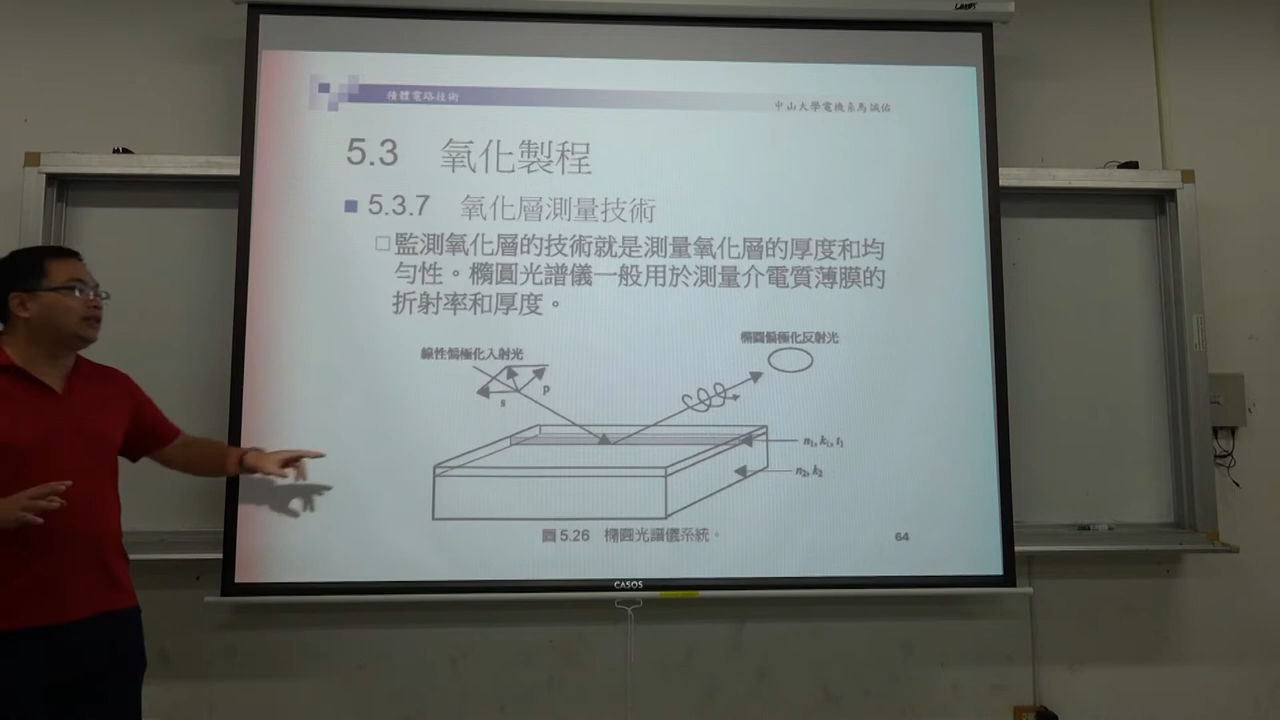 積體電路技術
中山大學電機系馬誠佑
5.3 氧化製程
5.3.7 氧化層測量技術
監測氧化層的技術就是測量氧化層的厚度和均
勻性。橢圓光譜儀一般用於測量介電質薄膜的
折射率和厚度。
線性偏極化入射光
橢圓偏極化反射光
s
p
n₁, k₁, t₁
n₂, k₂
圖 5.26 橢圓光譜儀系統。
64
CASOS